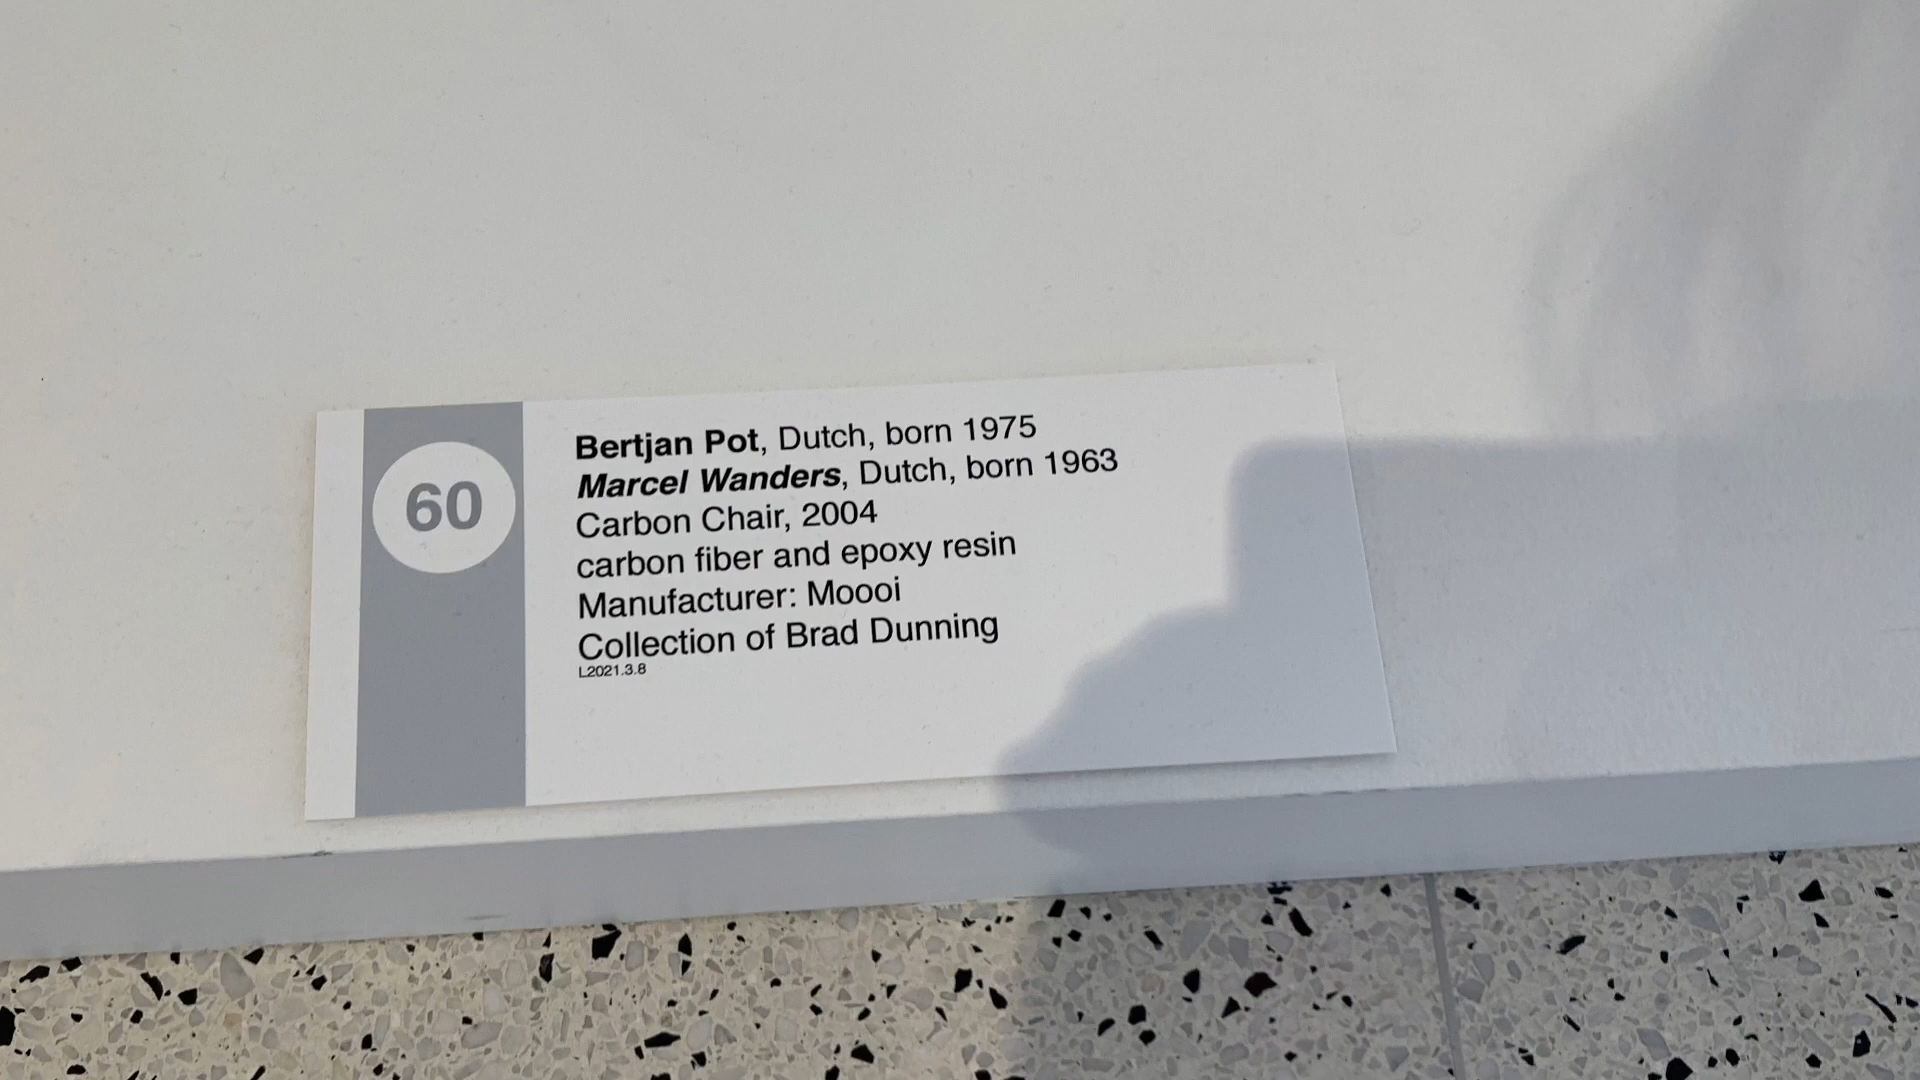 60
Bertjan Pot, Dutch, born 1975
Marcel Wanders, Dutch, born 1963
Carbon Chair, 2004
carbon fiber and epoxy resin
Manufacturer: Moooi
Collection of Brad Dunning
L2021.3.8